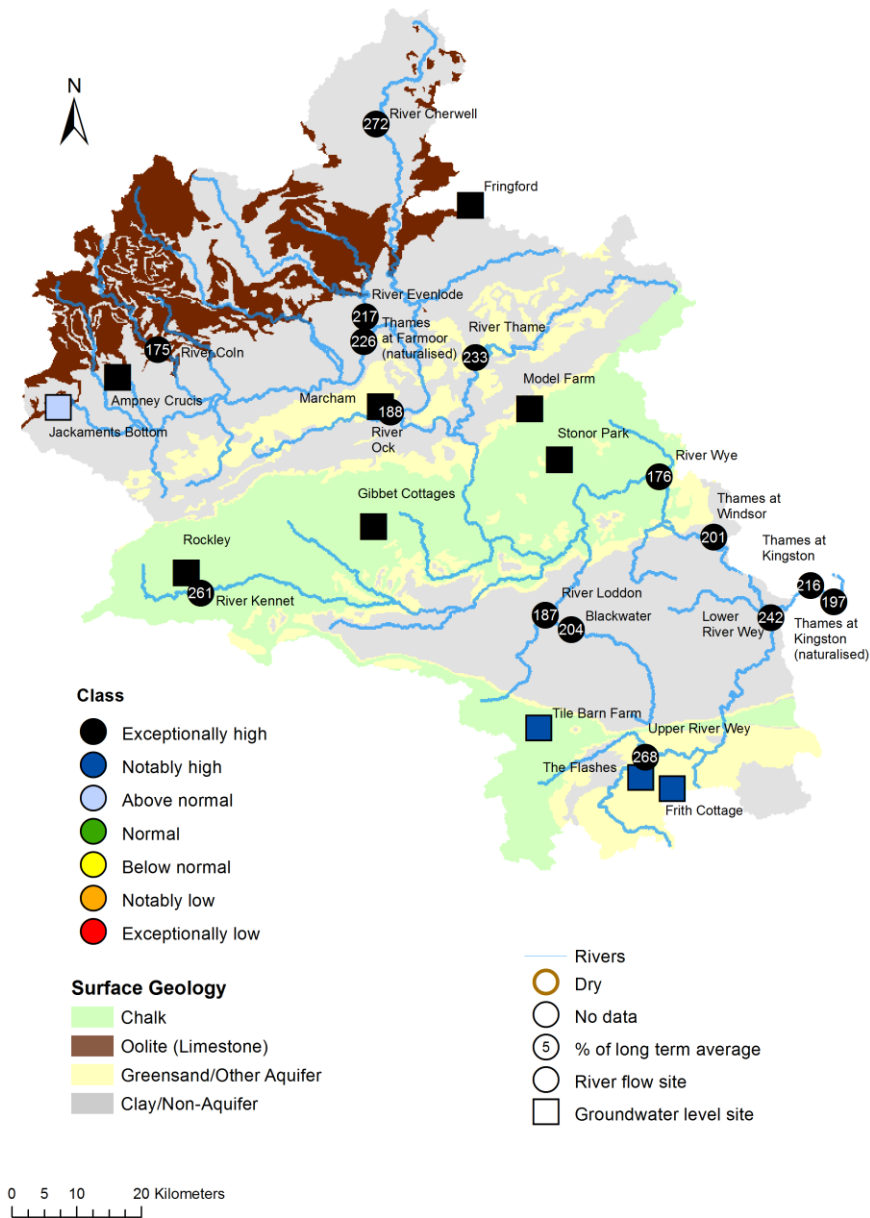 N
River Cherwell
272
Fringford
River Evenlode
217
Thames
at Farmoor
(naturalised)
226
River Thame
233
175
River Coln
Ampney Crucis
Jackaments Bottom
Marcham
188
River
Ock
Model Farm
Stonor Park
River Wye
176
Gibbet Cottages
Thames at
Windsor
201
Rockley
261
River Kennet
Thames at
Kingston
216
197
Thames at
Kingston
(naturalised)
River Loddon
187
Blackwater
204
Lower
River Wey
242
Tile Barn Farm
Upper River Wey
268
The Flashes
Frith Cottage
Class
Exceptionally high
Notably high
Above normal
Normal
Below normal
Notably low
Exceptionally low
Surface Geology
Chalk
Oolite (Limestone)
Greensand/Other Aquifer
Clay/Non-Aquifer
Rivers
Dry
No data
5 % of long term average
River flow site
Groundwater level site
0 5 10 20 Kilometers